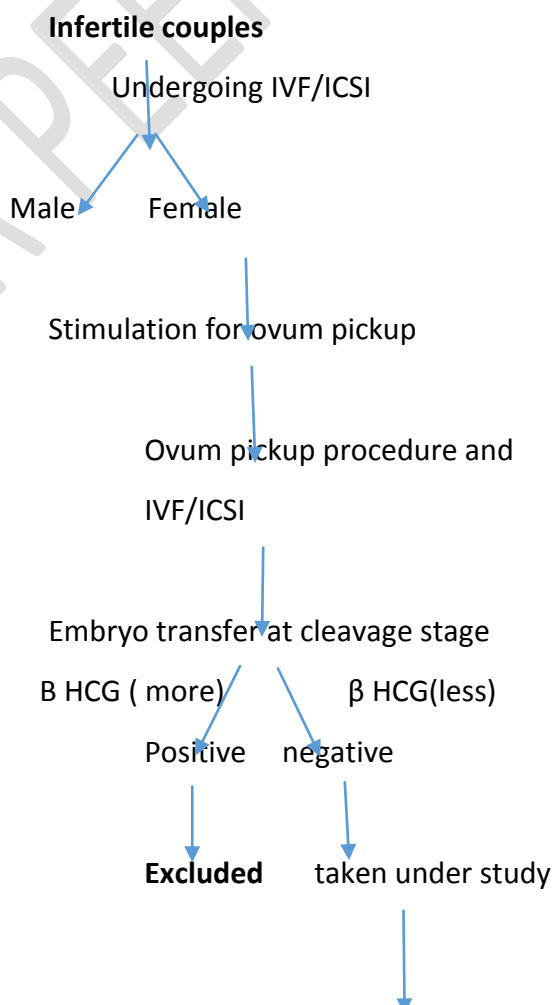 Infertile couples
Undergoing IVF/ICSI
Male Female
Stimulation for ovum pickup
Ovum pickup procedure and
IVF/ICSI
Embryo transfer at cleavage stage
B HCG ( more) β HCG(less)
Positive negative
Excluded taken under study